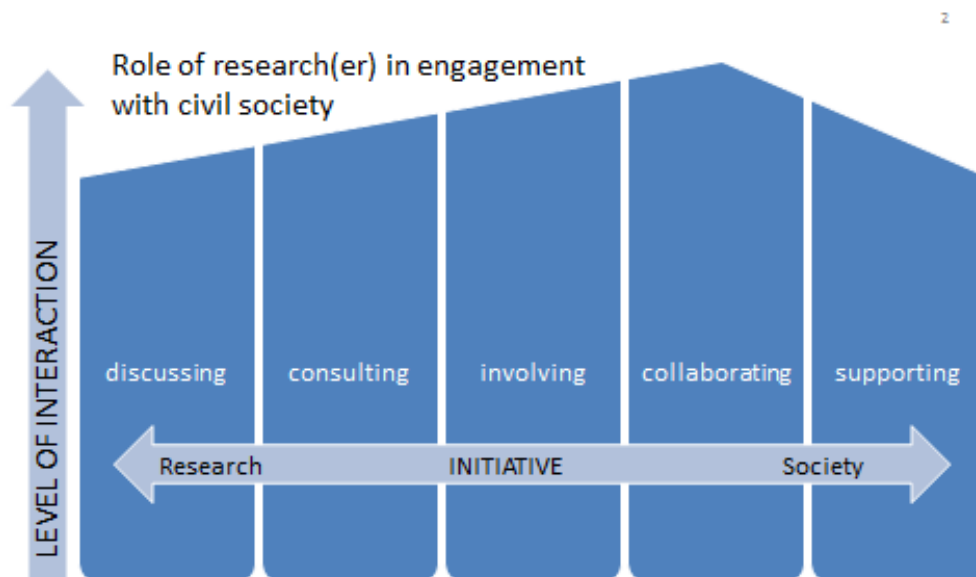 2
Role of research(er) in engagement
with civil society
LEVEL OF INTERACTION
discussing
consulting
involving
collaborating
supporting
Research
INITIATIVE
Society